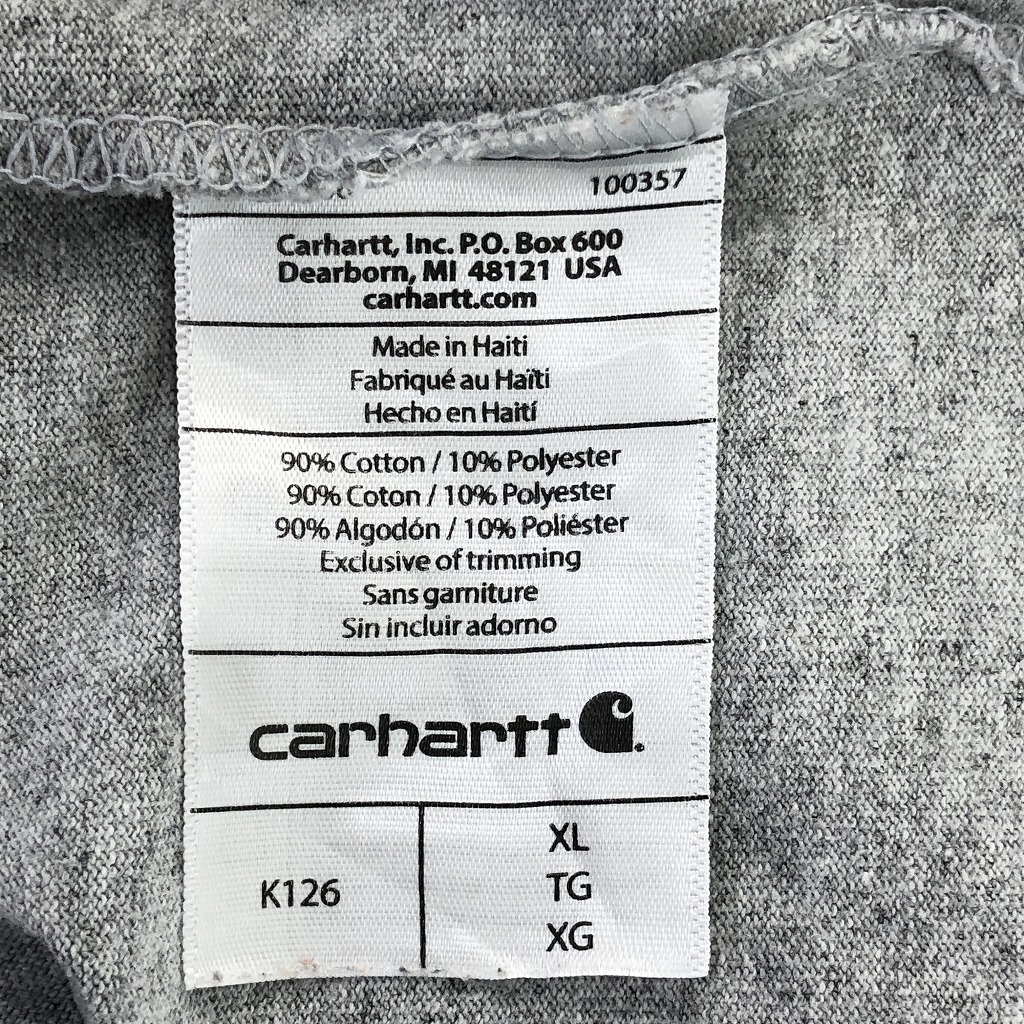 100357
Carhartt, Inc. P.O. Box 600
Dearborn, MI 48121 USA
carhartt.com
Made in Haiti
Fabriqué au Haïti
Hecho en Haití
90% Cotton / 10% Polyester
90% Coton / 10% Polyester
90% Algodón / 10% Poliéster
Exclusive of trimming
Sans garniture
Sin incluir adorno
carhartt
K126
XL
TG
XG